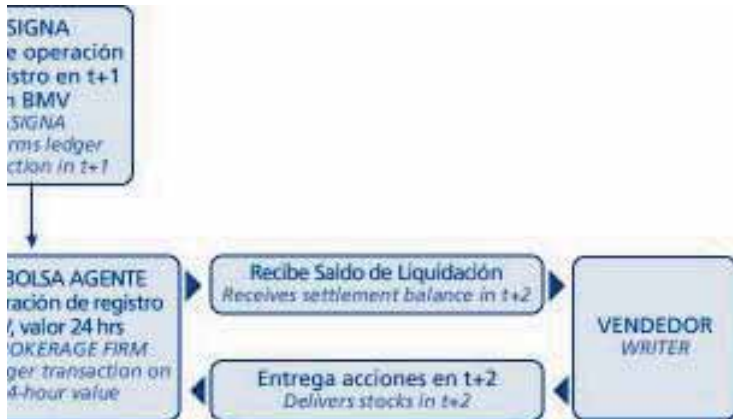 SIGNA
e operación
istro en t+1
n BMV
ASIGNA
rms ledger
ction in t+1
BOLSA AGENTE
ración de registro
, valor 24 hrs
OKERAGE FIRM
ger transaction on
4-hour value
Recibe Saldo de Liquidación
Receives settlement balance in t+2
Entrega acciones en t+2
Delivers stocks in t+2
VENDEDOR
WRITER